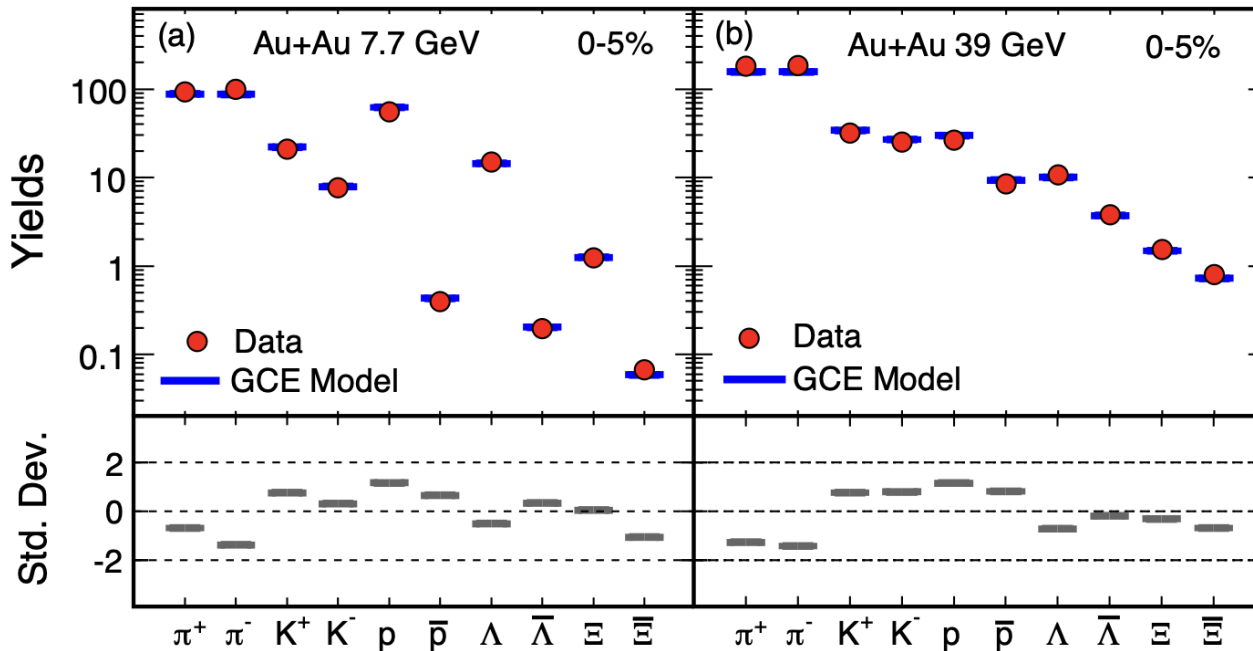 (a) Au+Au 7.7 GeV 0-5%
(b) Au+Au 39 GeV 0-5%
Yields
100
10
1
0.1
Data
GCE Model
Data
GCE Model
Std. Dev.
2
0
-2
π⁺ π⁻ K⁺ K⁻ p p̅ Λ Λ̅ Ξ Ξ̅
π⁺ π⁻ K⁺ K⁻ p p̅ Λ Λ̅ Ξ Ξ̅